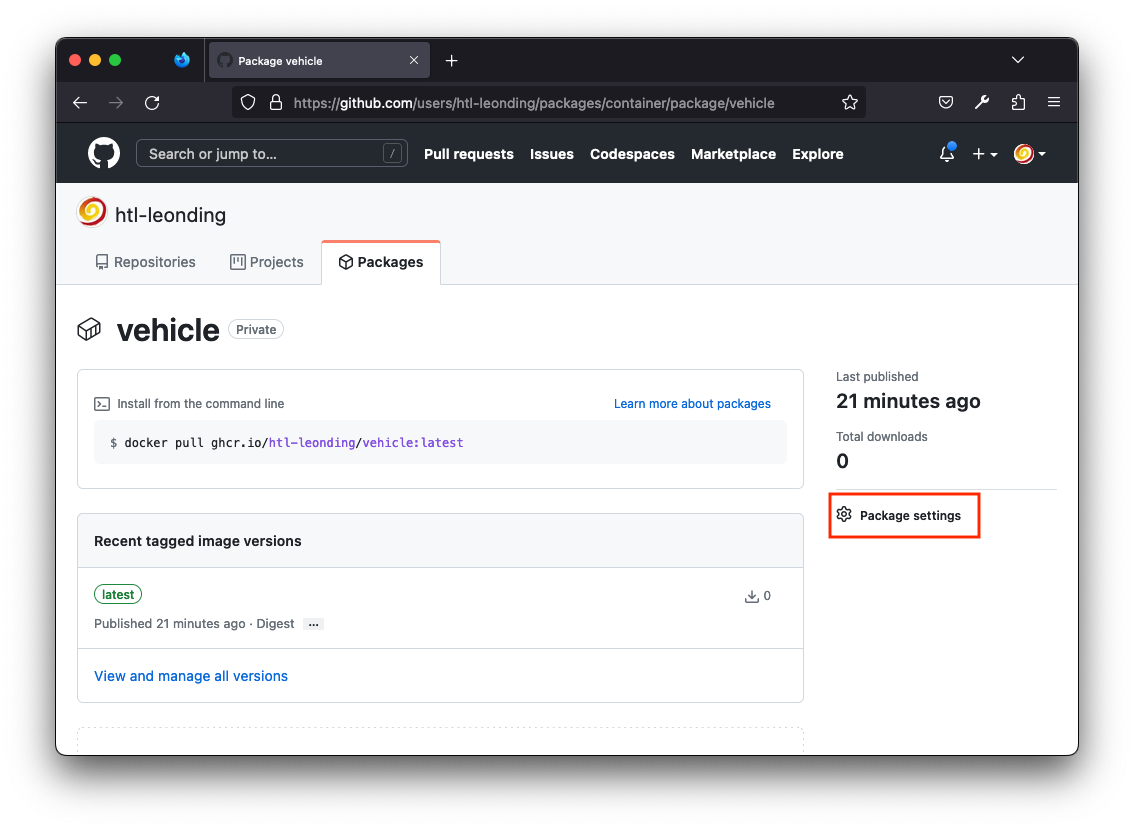 Package vehicle
https://github.com/users/htl-leonding/packages/container/package/vehicle
Search or jump to… / Pull requests Issues Codespaces Marketplace Explore
htl-leonding
Repositories Projects Packages
vehicle Private
Install from the command line Learn more about packages
$ docker pull ghcr.io/htl-leonding/vehicle:latest
Last published
21 minutes ago
Total downloads
0
Package settings
Recent tagged image versions
latest 0
Published 21 minutes ago · Digest …
View and manage all versions